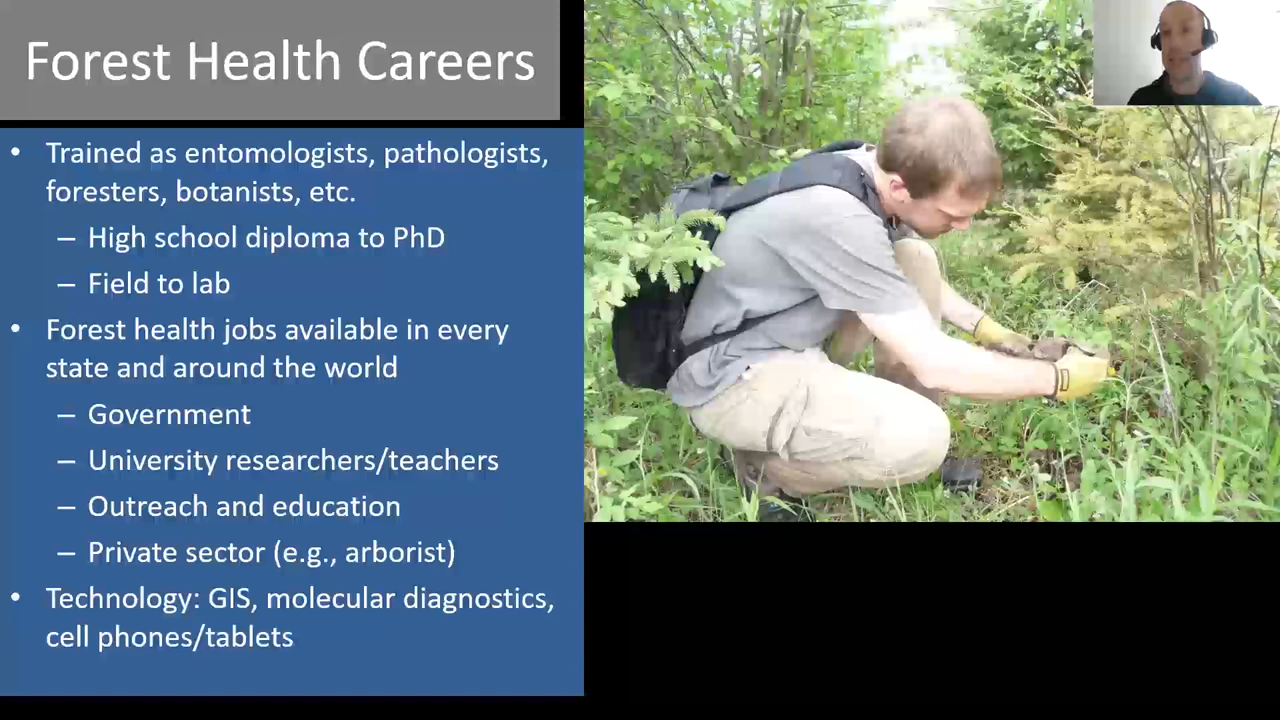 Forest Health Careers
• Trained as entomologists, pathologists,
foresters, botanists, etc.
– High school diploma to PhD
– Field to lab
• Forest health jobs available in every
state and around the world
– Government
– University researchers/teachers
– Outreach and education
– Private sector (e.g., arborist)
• Technology: GIS, molecular diagnostics,
cell phones/tablets